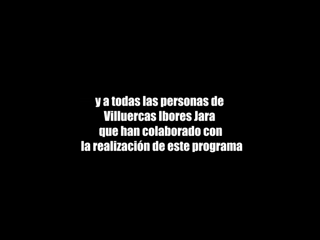 y a todas las personas de
Villuercas Ibores Jara
que han colaborado con
la realización de este programa